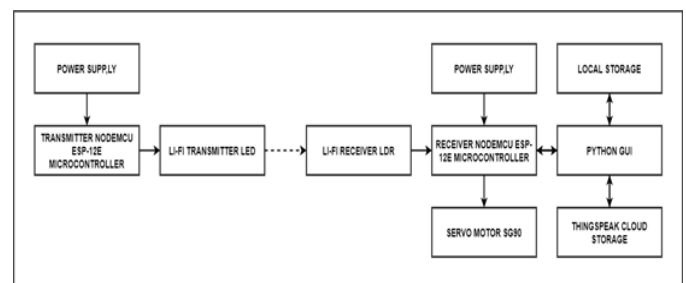 POWER SUPP,LY
POWER SUPP,LY
LOCAL STORAGE
TRANSMITTER NODEMCU
ESP-12E
MICROCONTROLLER
LI-FI TRANSMITTER LED
LI-FI RECEIVER LDR
RECEIVER NODEMCU ESP-
12E MICROCONTROLLER
PYTHON GUI
SERVO MOTOR SG90
THINGSPEAK CLOUD
STORAGE